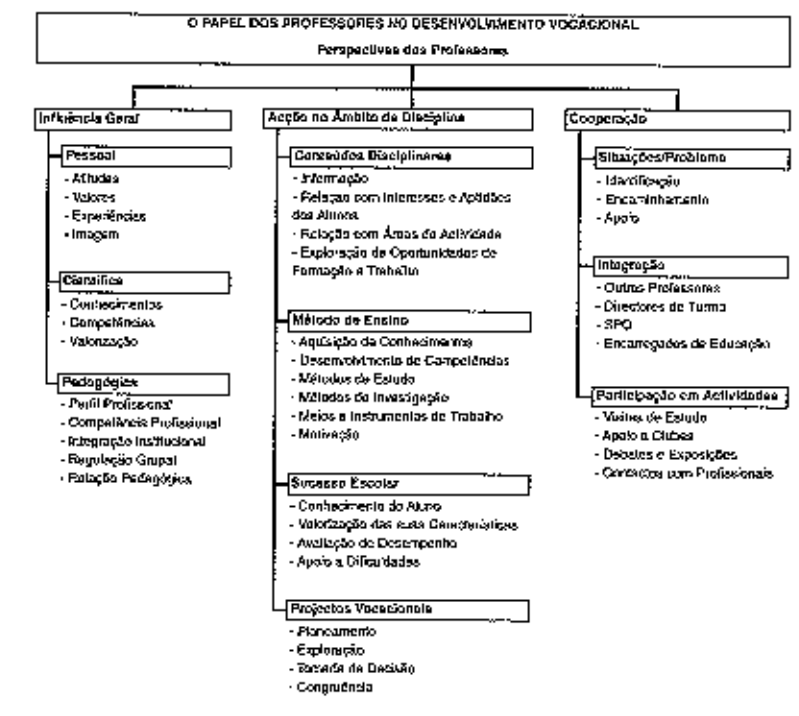 O PAPEL DOS PROFESSORES NO DESENVOLVIMENTO VOCACIONAL
Perspectivas dos Professores
Influência Geral
Pessoal
- Atitudes
- Valores
- Experiências
- Imagem
Científica
- Conhecimentos
- Competências
- Valorização
Pedagógica
- Perfil Profissional
- Competência Profissional
- Integração Institucional
- Regulação Grupal
- Relação Pedagógica
Acção no Âmbito da Disciplina
Conteúdos Disciplinares
- Informação
- Relação com Interesses e Aptidões
dos Alunos
- Relação com Áreas de Actividade
- Exploração de Oportunidades de
Formação e Trabalho
Método de Ensino
- Aquisição de Conhecimentos
- Desenvolvimento de Competências
- Métodos de Estudo
- Métodos de Investigação
- Meios e Instrumentos de Trabalho
- Motivação
Sucesso Escolar
- Conhecimento do Aluno
- Valorização das suas Características
- Avaliação de Desempenho
- Apoio a Dificuldades
Projectos Vocacionais
- Planeamento
- Exploração
- Tomada de Decisão
- Congruência
Cooperação
Situações/Problema
- Identificação
- Encaminhamento
- Apoio
Integração
- Outros Professores
- Directores de Turma
- SPO
- Encarregados de Educação
Participação em Actividades
- Visitas de Estudo
- Apoio a Clubes
- Debates e Exposições
- Contactos com Profissionais